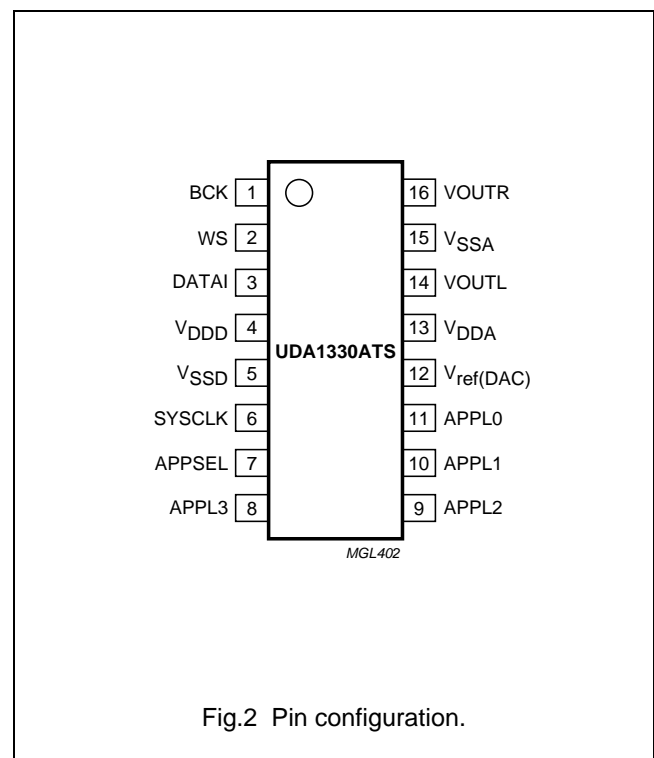 BCK 1 16 VOUTR
WS 2 15 VSSA
DATAI 3 14 VOUTL
VDDD 4 13 VDDA
UDA1330ATS
VSSD 5 12 Vref(DAC)
SYSCLK 6 11 APPL0
APPSEL 7 10 APPL1
APPL3 8 9 APPL2
MGL402
Fig.2 Pin configuration.